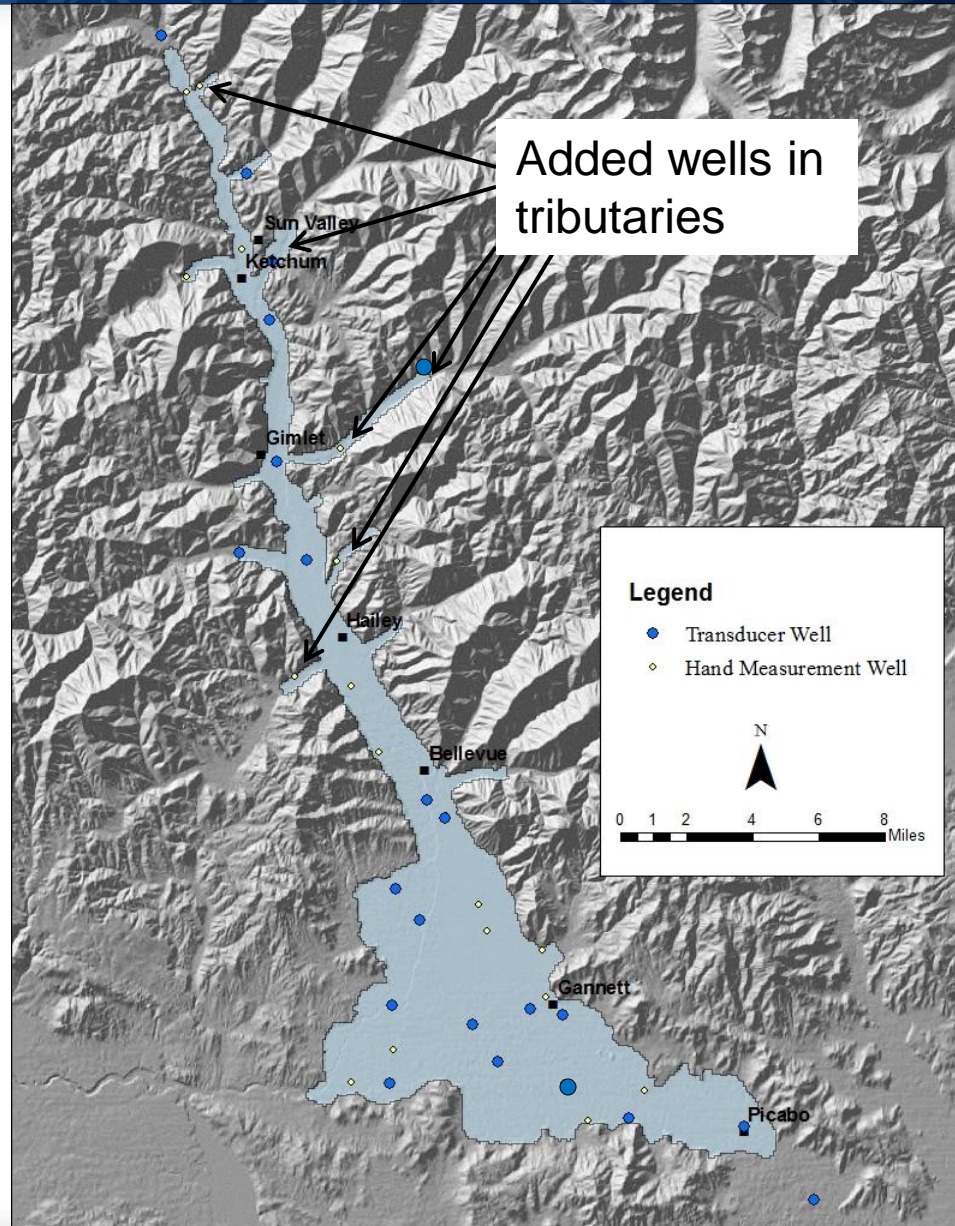 Added wells in
tributaries
Sun Valley
Ketchum
Gimlet
Hailey
Bellevue
Gannett
Picabo
Legend
Transducer Well
Hand Measurement Well
N
0 1 2 4 6 8
Miles